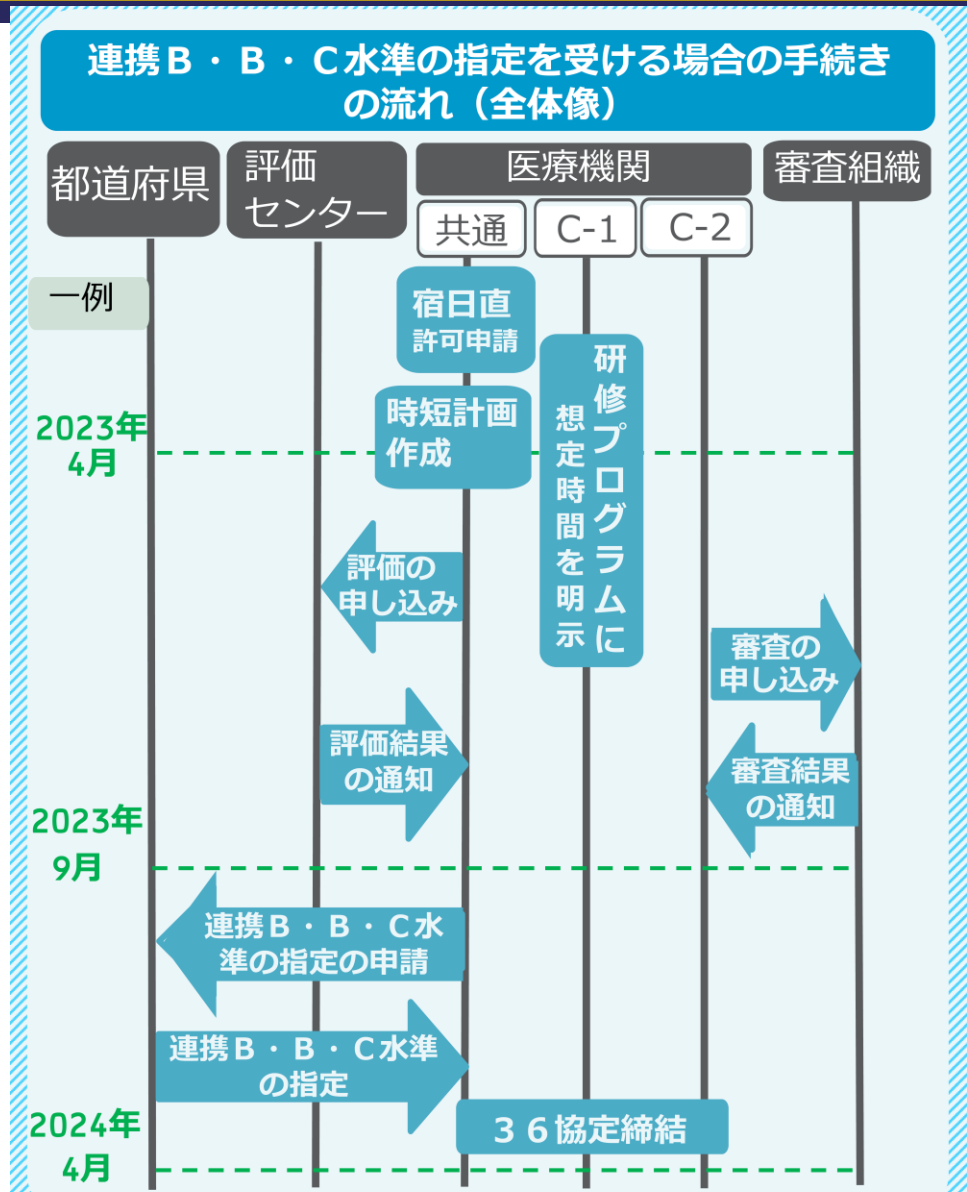 連携Ｂ・Ｂ・Ｃ水準の指定を受ける場合の手続き
の流れ（全体像）
都道府県
評価
センター
医療機関
審査組織
共通
C-1
C-2
一例
宿日直
許可申請
研修プログラムに
想定時間を明示
時短計画
作成
2023年
4月
評価の
申し込み
審査の
申し込み
評価結果
の通知
審査結果
の通知
2023年
9月
連携Ｂ・Ｂ・Ｃ水
準の指定の申請
連携Ｂ・Ｂ・Ｃ水準
の指定
３６協定締結
2024年
4月